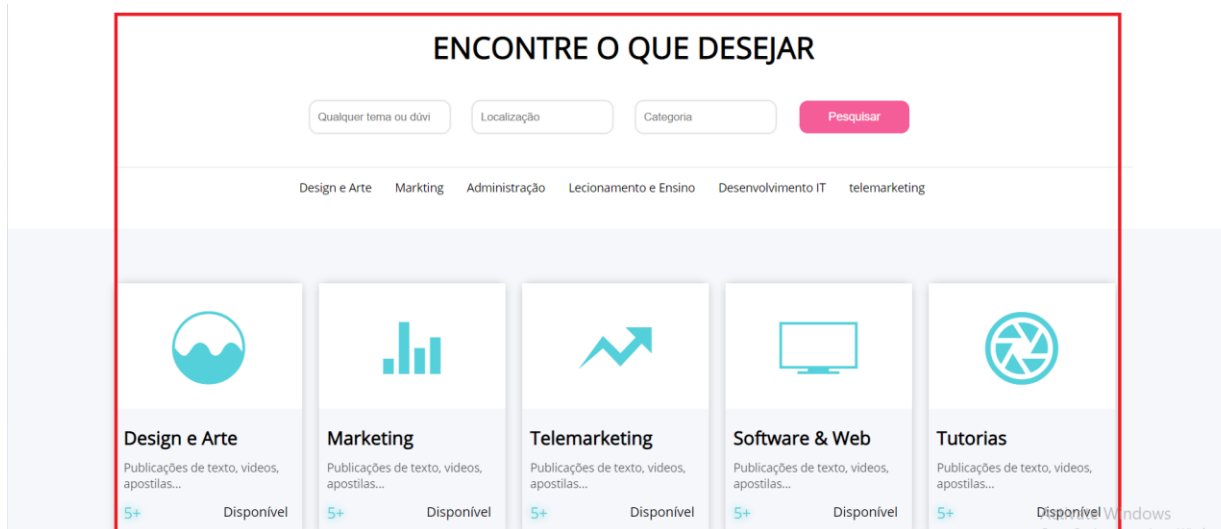 ENCONTRE O QUE DESEJAR
Qualquer tema ou dúvi
Localização
Categoria
Pesquisar
Design e Arte Markting Administração Lecionamento e Ensino Desenvolvimento IT telemarketing
Design e Arte
Publicações de texto, videos,
apostilas...
5+ Disponível
Marketing
Publicações de texto, videos,
apostilas...
5+ Disponível
Telemarketing
Publicações de texto, videos,
apostilas...
5+ Disponível
Software & Web
Publicações de texto, videos,
apostilas...
5+ Disponível
Tutorias
Publicações de texto, videos,
apostilas...
5+ Disponível
Activate Windows